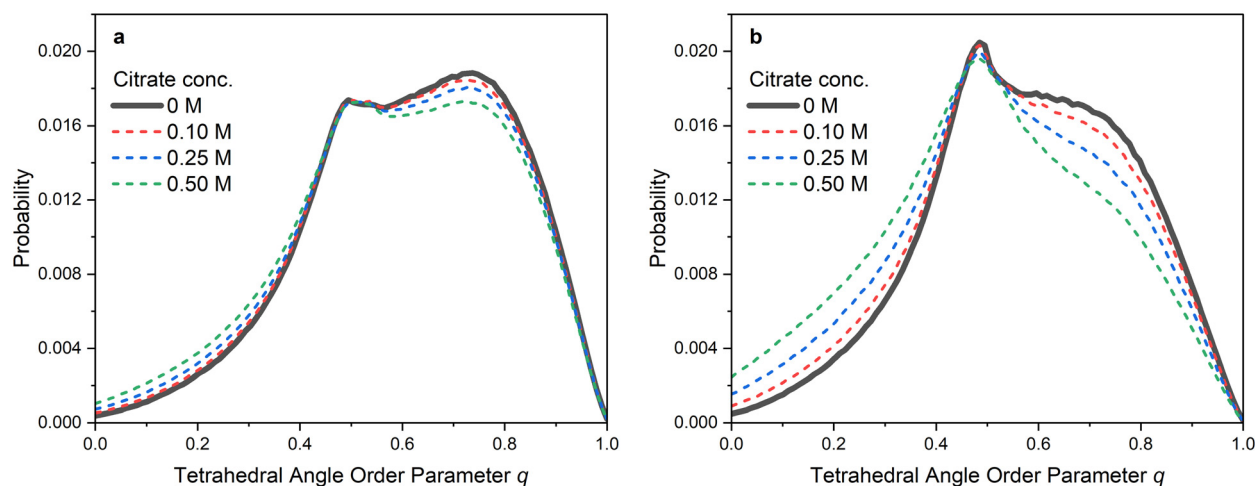 a
Citrate conc.
0 M
0.10 M
0.25 M
0.50 M
0.020
0.016
0.012
0.008
0.004
0.000
Probability
0.0 0.2 0.4 0.6 0.8 1.0
Tetrahedral Angle Order Parameter q
b
Citrate conc.
0 M
0.10 M
0.25 M
0.50 M
0.020
0.016
0.012
0.008
0.004
0.000
Probability
0.0 0.2 0.4 0.6 0.8 1.0
Tetrahedral Angle Order Parameter q